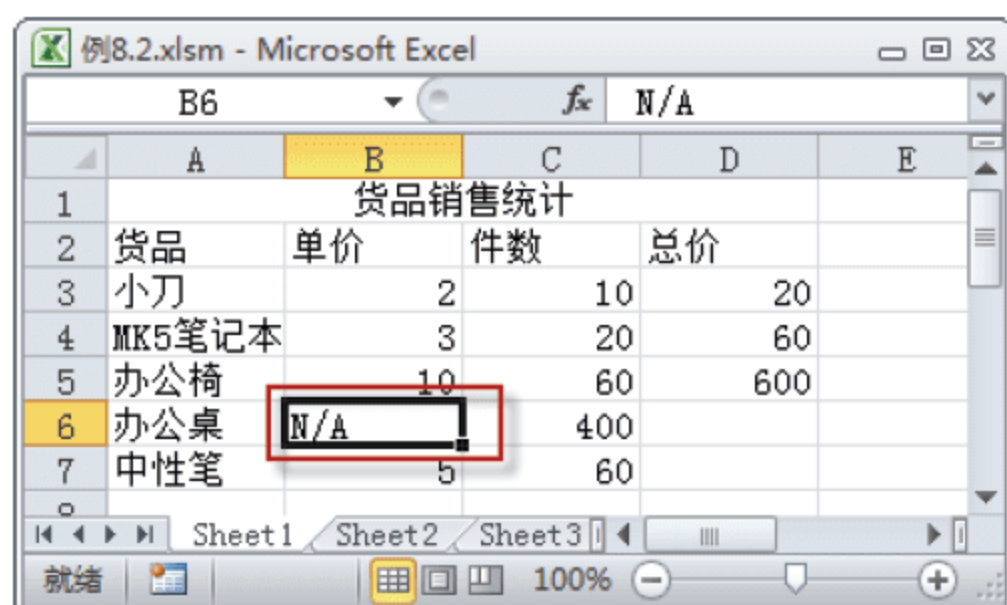 例8.2.xlsm - Microsoft Excel
B6 fx N/A
A B C D E
1 货品销售统计
2 货品 单价 件数 总价
3 小刀 2 10 20
4 MK5笔记本 3 20 60
5 办公椅 10 60 600
6 办公桌 N/A 400
7 中性笔 5 60
Sheet1 Sheet2 Sheet3
就绪 100%